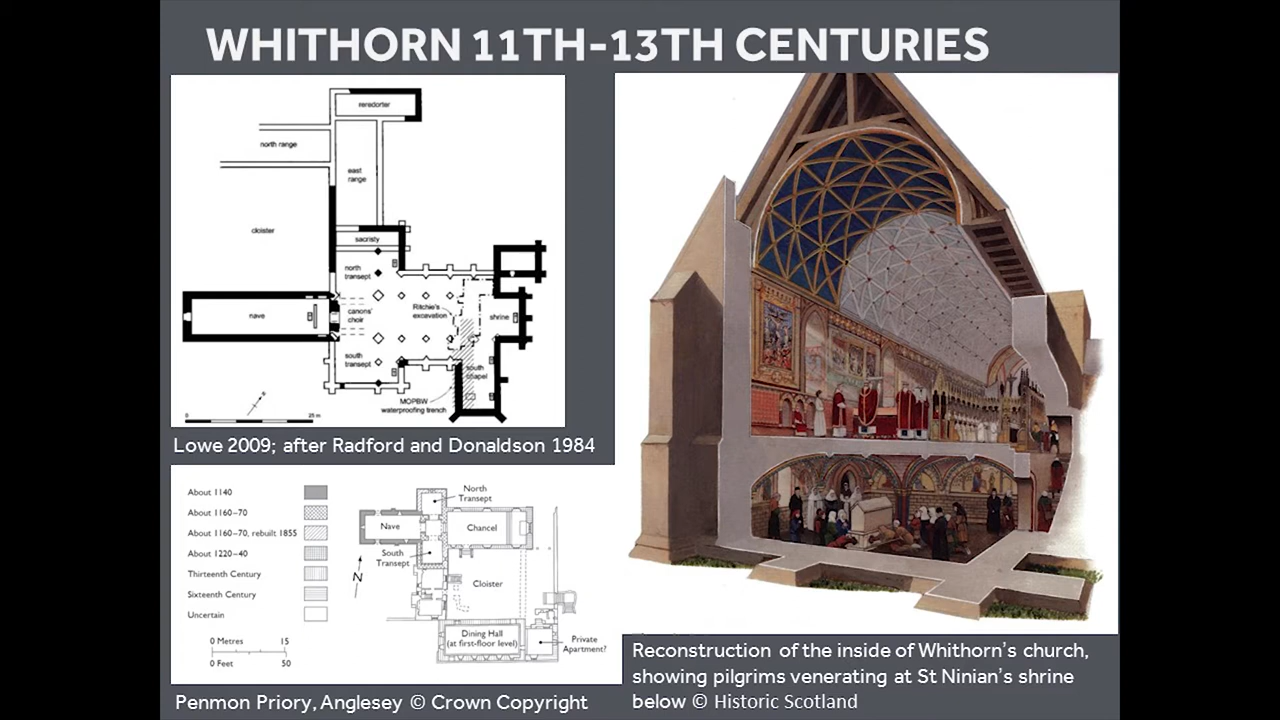 WHITHORN 11TH-13TH CENTURIES
reredorter
north range
east
range
cloister
sacristy
north
transept
nave
canons'
choir
Ritchie's
excavation
shrine
south
transept
south
chapel
MOPBW
waterproofing trench
0
25 m
Lowe 2009; after Radford and Donaldson 1984
About 1140
About 1160-70
About 1160-70, rebuilt 1855
About 1220-40
Thirteenth Century
Sixteenth Century
Uncertain
0 Metres 15
0 Feet 50
North
Transept
Nave
Chancel
South
Transept
N
Cloister
Dining Hall
(at first-floor level)
Private
Apartment?
Penmon Priory, Anglesey © Crown Copyright
Reconstruction of the inside of Whithorn's church,
showing pilgrims venerating at St Ninian's shrine
below © Historic Scotland